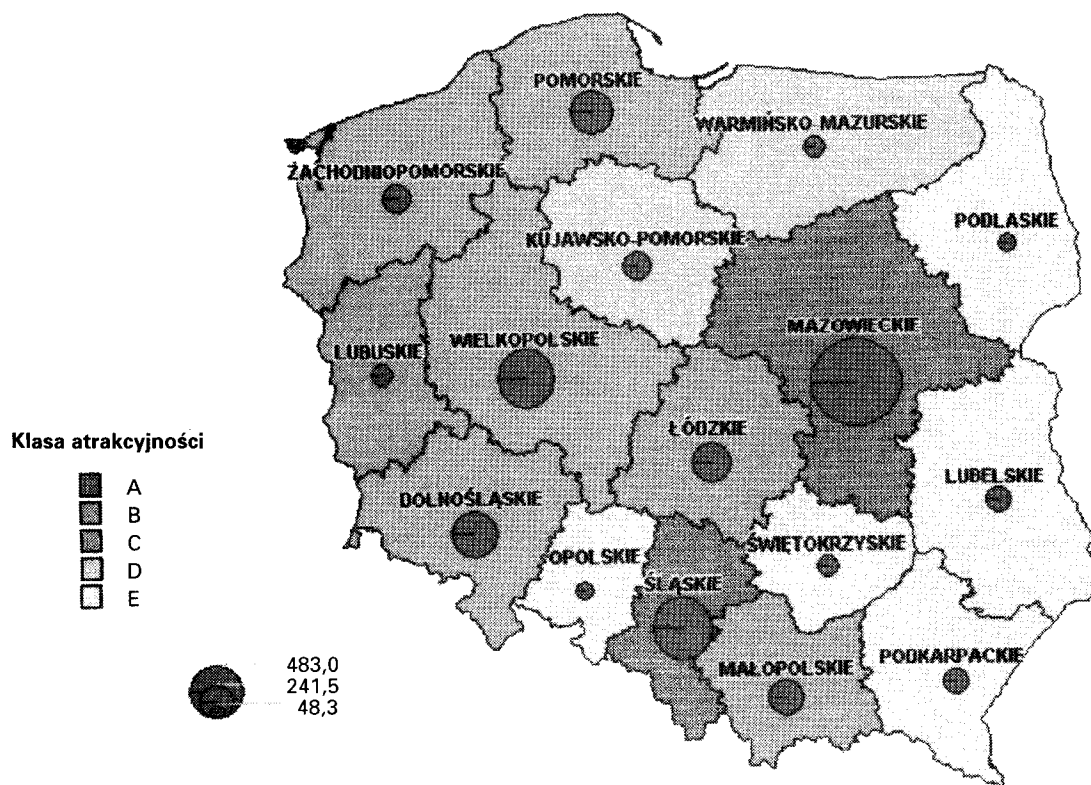 POMORSKIE
WARMIŃSKO-MAZURSKIE
ZACHODNIOPOMORSKIE
PODLASKIE
KUJAWSKO-POMORSKIE
MAZOWIECKIE
WIELKOPOLSKIE
LUBUSKIE
ŁÓDZKIE
Klasa atrakcyjności
A
B
C
D
E
LUBELSKIE
DOLNOŚLĄSKIE
OPOLSKIE
ŚWIĘTOKRZYSKIE
ŚLĄSKIE
MAŁOPOLSKIE
PODKARPACKIE
483,0
241,5
48,3